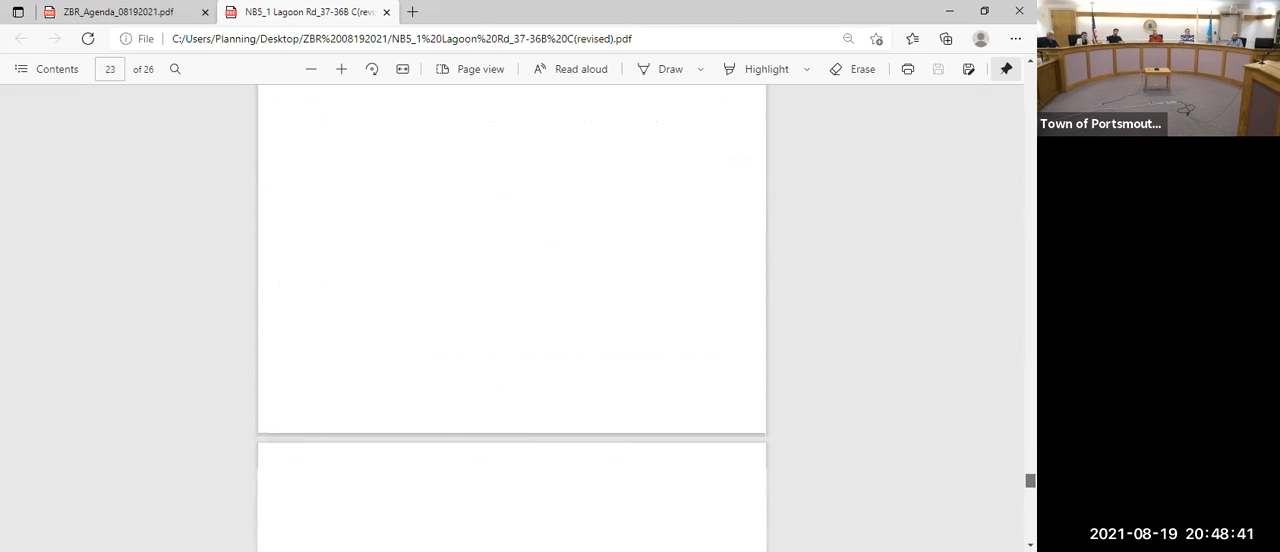 ZBR_Agenda_08192021.pdf
NB5_1 Lagoon Rd_37-36B C(revi
File
C:/Users/Planning/Desktop/ZBR%2008192021/NB5_1%20Lagoon%20Rd_37-36B%20C(revised).pdf
Contents
23
of 26
Page view
Read aloud
Draw
Highlight
Erase
Town of Portsmout...
2021-08-19 20:48:41